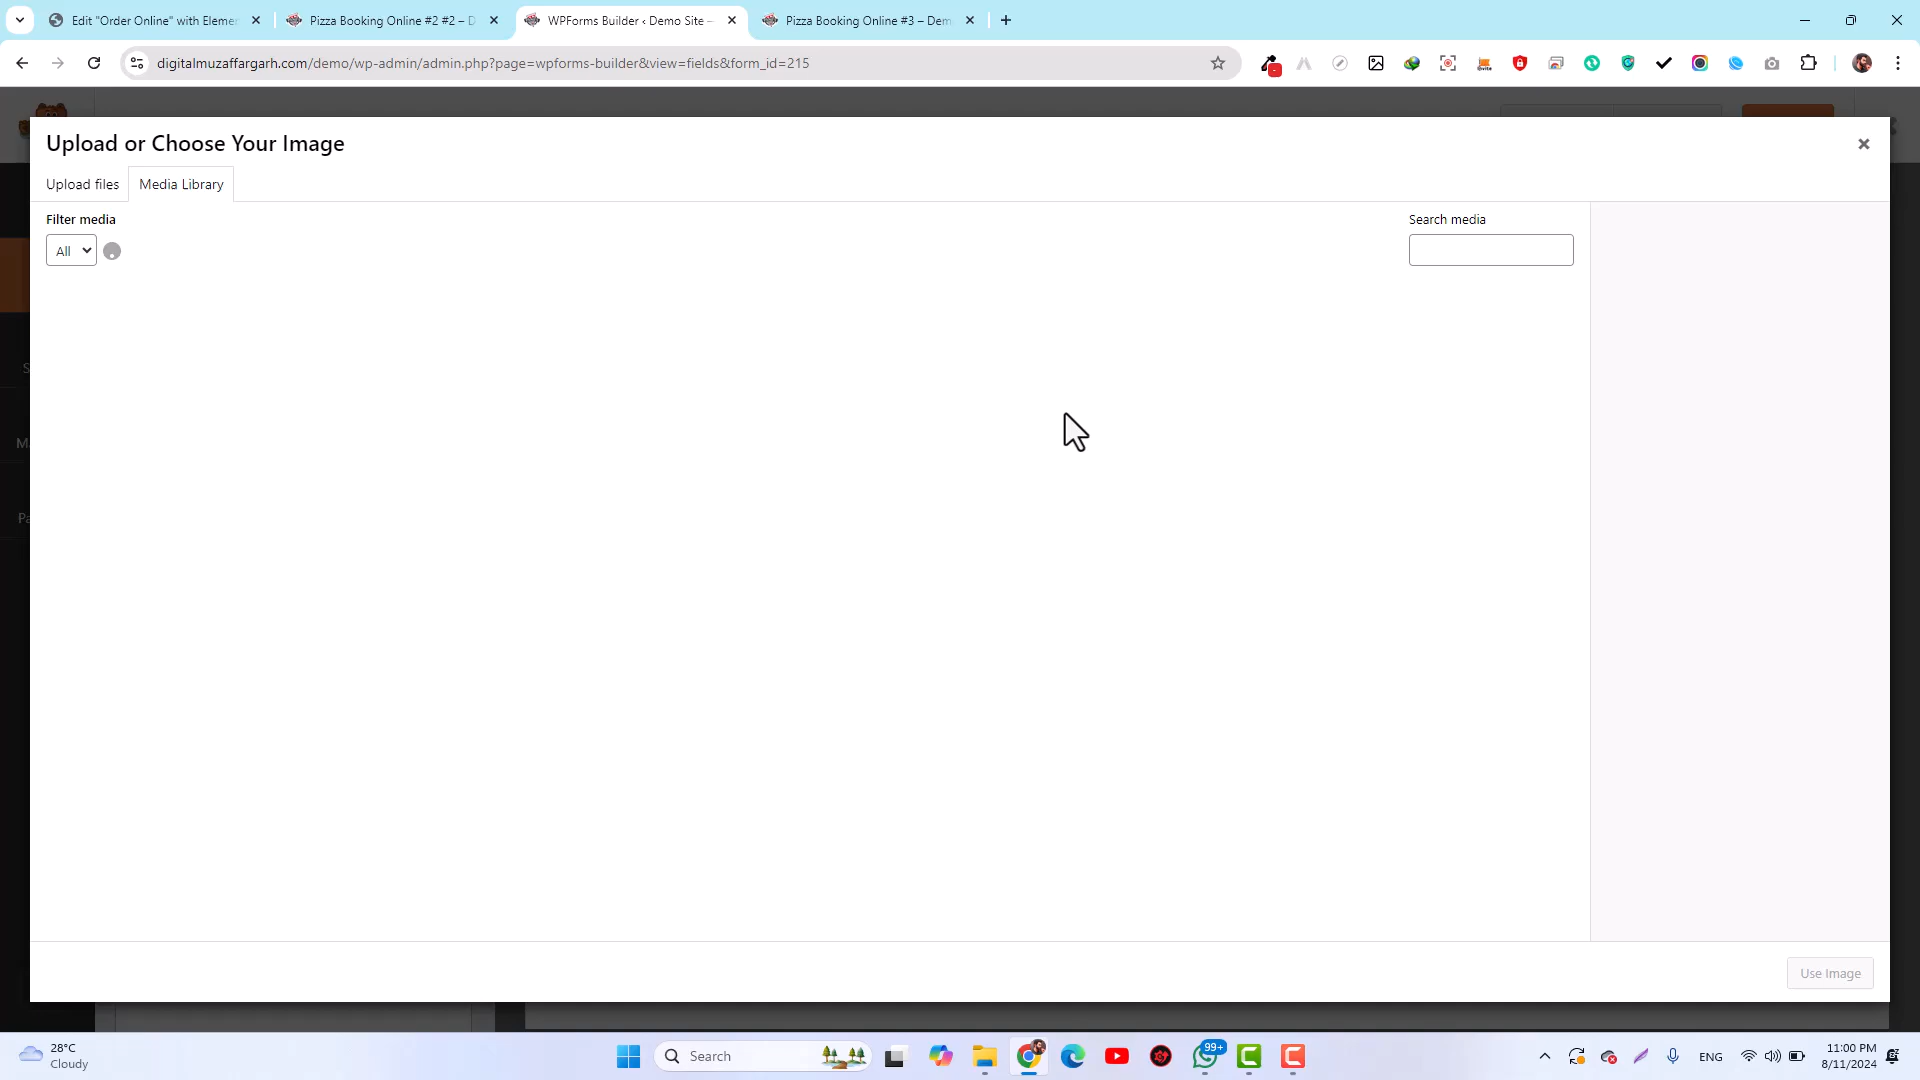 Edit "Order Online" with Eleme
Pizza Booking Online #2 #2 – D
WPForms Builder ‹ Demo Site —
Pizza Booking Online #3 – Dem
digitalmuzaffargarh.com/demo/wp-admin/admin.php?page=wpforms-builder&view=fields&form_id=215
Upload or Choose Your Image
Upload files
Media Library
Filter media
Search media
All
S
Ma
Pa
Use Image
28°C
Cloudy
Search
99+
ENG
11:00 PM
8/11/2024